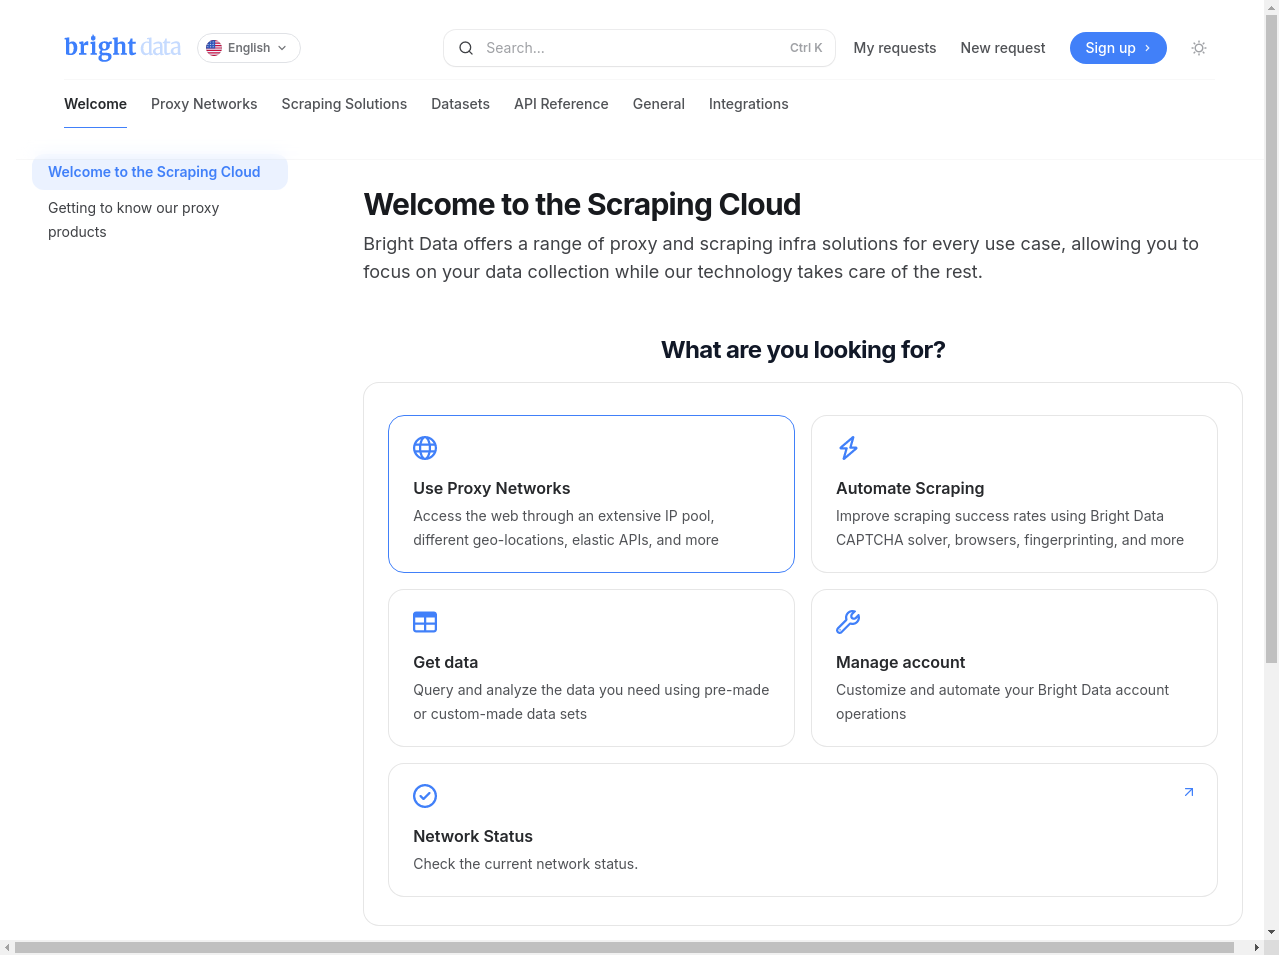 bright data
English
Search...
Ctrl K
My requests
New request
Sign up
Welcome
Proxy Networks
Scraping Solutions
Datasets
API Reference
General
Integrations
Welcome to the Scraping Cloud
Getting to know our proxy
products
Welcome to the Scraping Cloud
Bright Data offers a range of proxy and scraping infra solutions for every use case, allowing you to
focus on your data collection while our technology takes care of the rest.
What are you looking for?
Use Proxy Networks
Access the web through an extensive IP pool,
different geo-locations, elastic APIs, and more
Automate Scraping
Improve scraping success rates using Bright Data
CAPTCHA solver, browsers, fingerprinting, and more
Get data
Query and analyze the data you need using pre-made
or custom-made data sets
Manage account
Customize and automate your Bright Data account
operations
Network Status
Check the current network status.